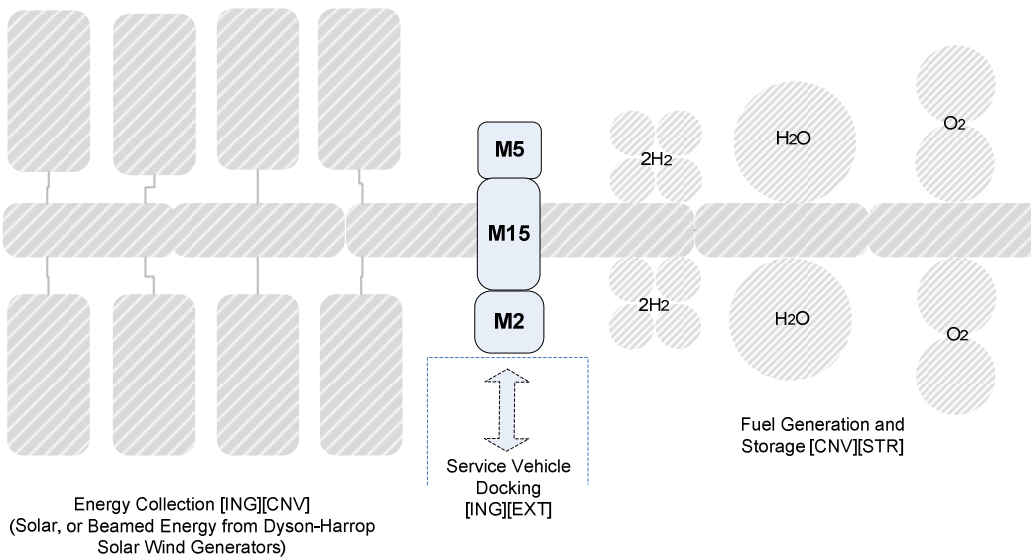 M5
M15
M2
2H2
2H2
H2O
H2O
O2
O2
Service Vehicle
Docking
[ING][EXT]
Fuel Generation and
Storage [CNV][STR]
Energy Collection [ING][CNV]
(Solar, or Beamed Energy from Dyson-Harrop
Solar Wind Generators)